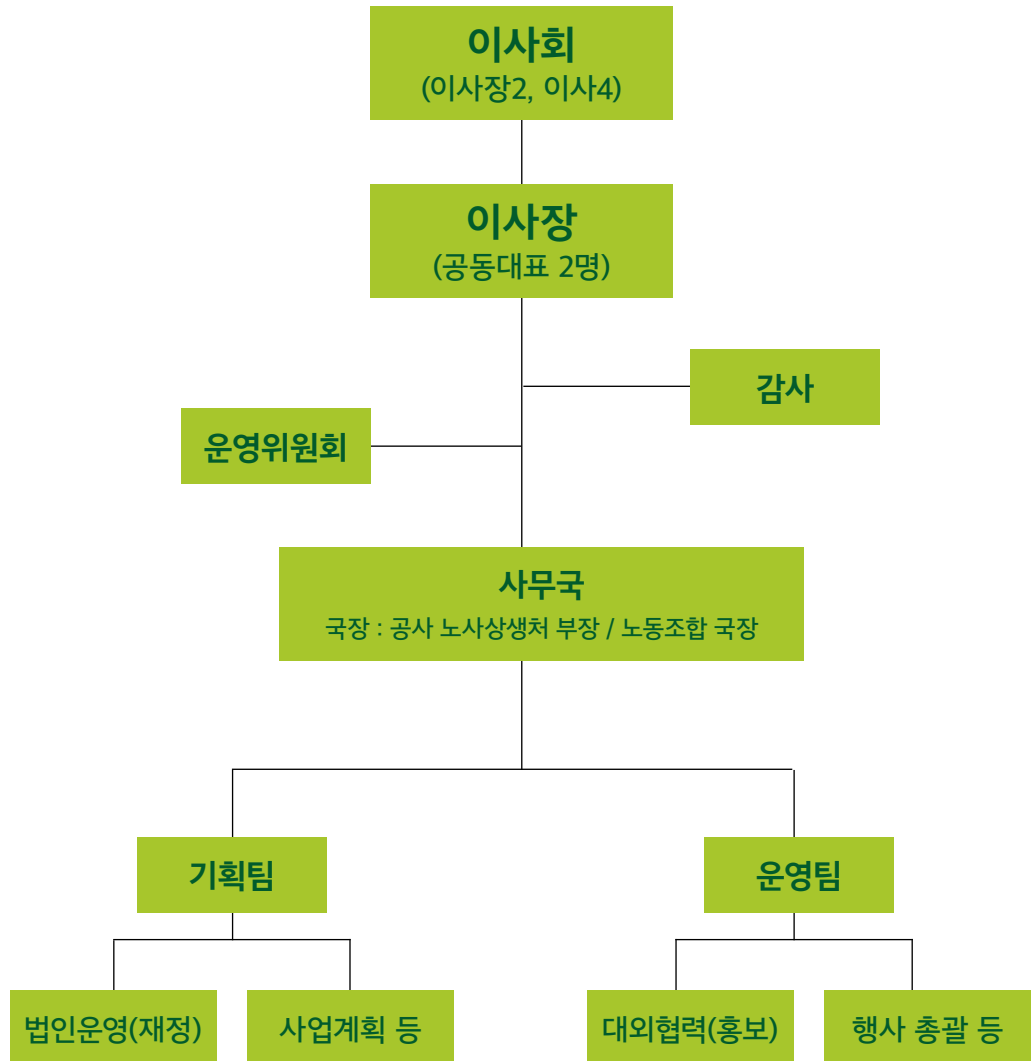 이사회
(이사장2, 이사4)
이사장
(공동대표 2명)
감사
운영위원회
사무국
국장 : 공사 노사상생처 부장 / 노동조합 국장
기획팀
운영팀
법인운영(재정)
사업계획 등
대외협력(홍보)
행사 총괄 등